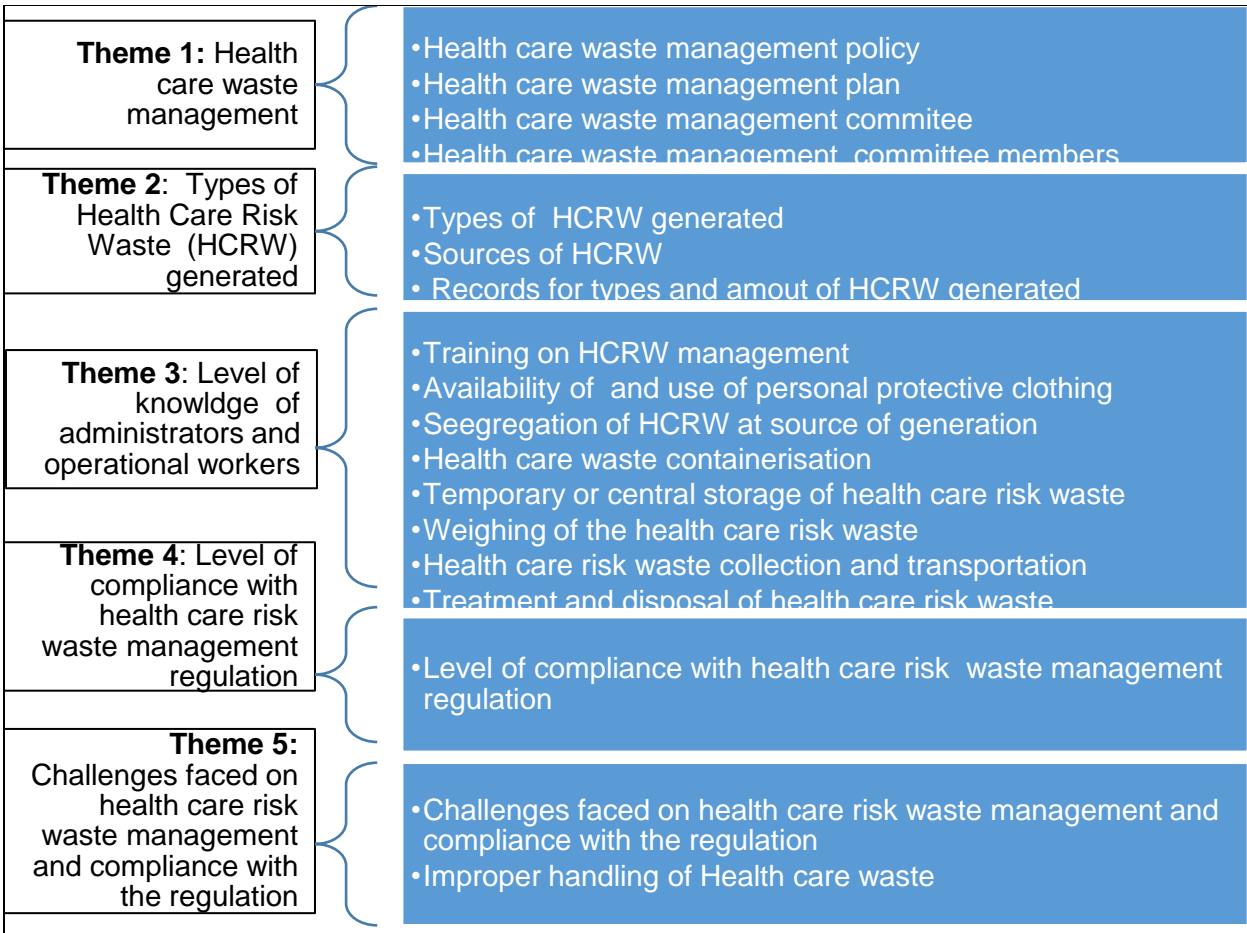 Theme 1: Health
care waste
management
•Health care waste management policy
•Health care waste management plan
•Health care waste management commitee
•Health care waste management committee members
Theme 2: Types of
Health Care Risk
Waste (HCRW)
generated
•Types of HCRW generated
•Sources of HCRW
• Records for types and amout of HCRW generated
Theme 3: Level of
knowldge of
administrators and
operational workers
•Training on HCRW management
•Availability of and use of personal protective clothing
•Seegregation of HCRW at source of generation
•Health care waste containerisation
•Temporary or central storage of health care risk waste
•Weighing of the health care risk waste
•Health care risk waste collection and transportation
•Treatment and disposal of health care risk waste
Theme 4: Level of
compliance with
health care risk
waste management
regulation
•Level of compliance with health care risk waste management
regulation
Theme 5:
Challenges faced on
health care risk
waste management
and compliance with
the regulation
•Challenges faced on health care risk waste management and
compliance with the regulation
•Improper handling of Health care waste